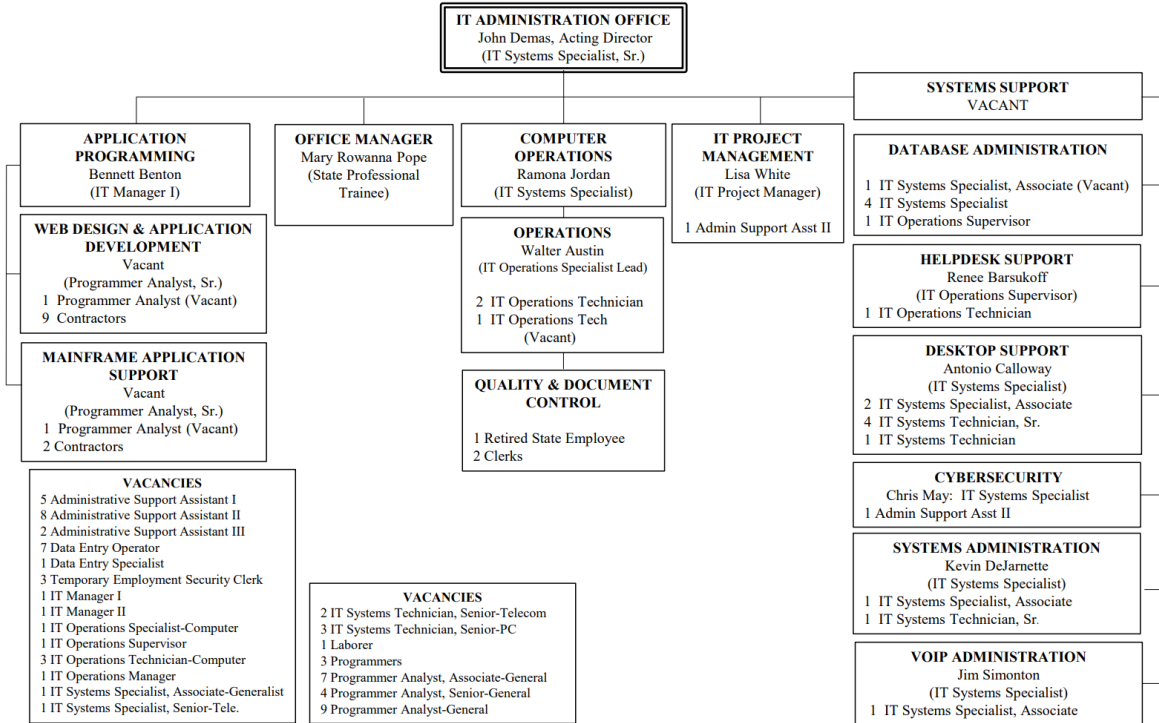 IT ADMINISTRATION OFFICE
John Demas, Acting Director
(IT Systems Specialist, Sr.)
APPLICATION
PROGRAMMING
Bennett Benton
(IT Manager I)
WEB DESIGN & APPLICATION
DEVELOPMENT
Vacant
(Programmer Analyst, Sr.)
1 Programmer Analyst (Vacant)
9 Contractors
MAINFRAME APPLICATION
SUPPORT
Vacant
(Programmer Analyst, Sr.)
1 Programmer Analyst (Vacant)
2 Contractors
OFFICE MANAGER
Mary Rowanna Pope
(State Professional
Trainee)
COMPUTER
OPERATIONS
Ramona Jordan
(IT Systems Specialist)
OPERATIONS
Walter Austin
(IT Operations Specialist Lead)
2 IT Operations Technician
1 IT Operations Tech
(Vacant)
QUALITY & DOCUMENT
CONTROL
1 Retired State Employee
2 Clerks
IT PROJECT
MANAGEMENT
Lisa White
(IT Project Manager)
1 Admin Support Asst II
SYSTEMS SUPPORT
VACANT
DATABASE ADMINISTRATION
1 IT Systems Specialist, Associate (Vacant)
4 IT Systems Specialist
1 IT Operations Supervisor
HELPDESK SUPPORT
Renee Barsukoff
(IT Operations Supervisor)
1 IT Operations Technician
DESKTOP SUPPORT
Antonio Calloway
(IT Systems Specialist)
2 IT Systems Specialist, Associate
4 IT Systems Technician, Sr.
1 IT Systems Technician
CYBERSECURITY
Chris May: IT Systems Specialist
1 Admin Support Asst II
SYSTEMS ADMINISTRATION
Kevin DeJarnette
(IT Systems Specialist)
1 IT Systems Specialist, Associate
1 IT Systems Technician, Sr.
VOIP ADMINISTRATION
Jim Simonton
(IT Systems Specialist)
1 IT Systems Specialist, Associate
VACANCIES
5 Administrative Support Assistant I
8 Administrative Support Assistant II
2 Administrative Support Assistant III
7 Data Entry Operator
1 Data Entry Specialist
3 Temporary Employment Security Clerk
1 IT Manager I
1 IT Manager II
1 IT Operations Specialist-Computer
1 IT Operations Supervisor
3 IT Operations Technician-Computer
1 IT Operations Manager
1 IT Systems Specialist, Associate-Generalist
1 IT Systems Specialist, Senior-Tele.
VACANCIES
2 IT Systems Technician, Senior-Telecom
3 IT Systems Technician, Senior-PC
1 Laborer
3 Programmers
7 Programmer Analyst, Associate-General
4 Programmer Analyst, Senior-General
9 Programmer Analyst-General